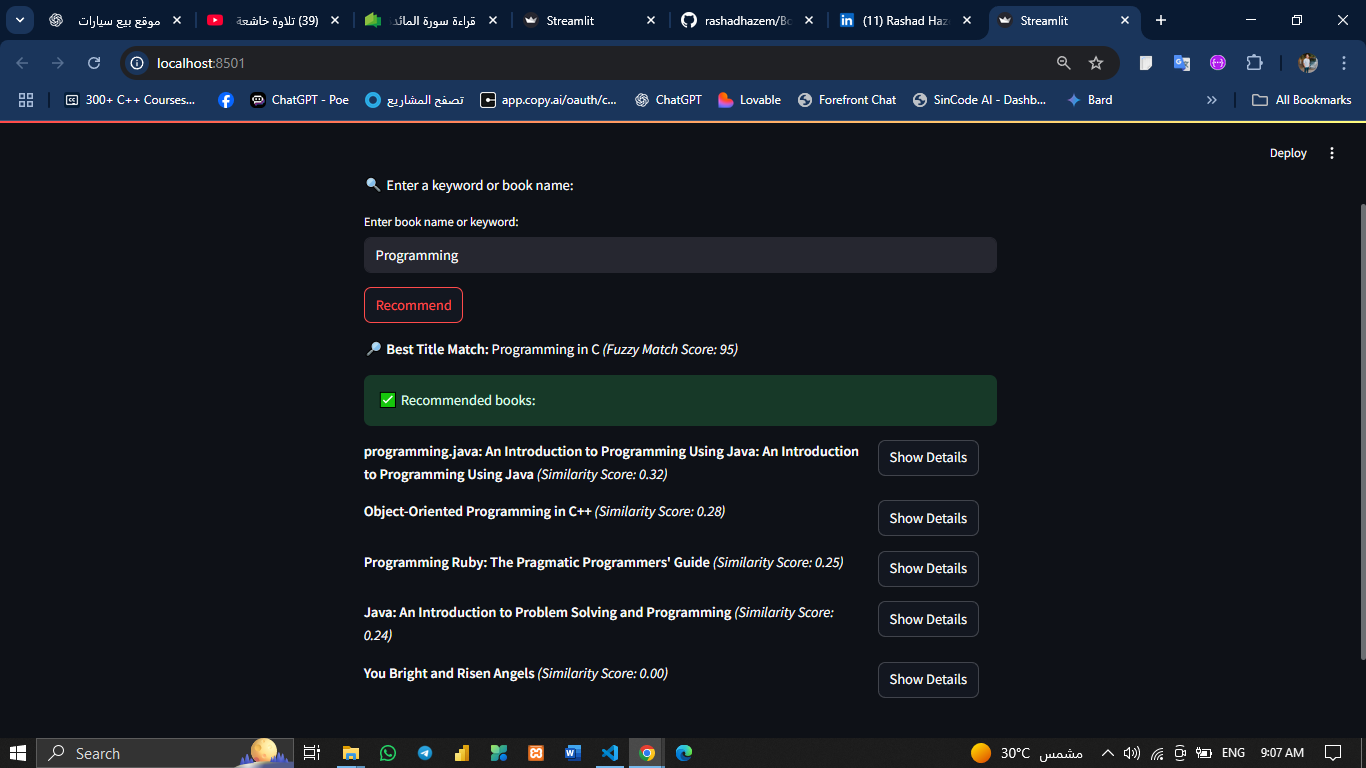 موقع بيع سيارات
(39) تلاوة خاشعة
قراءة سورة المائد
Streamlit
rashadhazem/Bo
(11) Rashad Haz
Streamlit
localhost:8501
300+ C++ Courses...
ChatGPT - Poe
تصفح المشاريع
app.copy.ai/oauth/c...
ChatGPT
Lovable
Forefront Chat
SinCode AI - Dashb...
Bard
All Bookmarks
Deploy
Enter a keyword or book name:
Enter book name or keyword:
Programming
Recommend
Best Title Match: Programming in C (Fuzzy Match Score: 95)
Recommended books:
programming.java: An Introduction to Programming Using Java: An Introduction
to Programming Using Java (Similarity Score: 0.32)
Show Details
Object-Oriented Programming in C++ (Similarity Score: 0.28)
Show Details
Programming Ruby: The Pragmatic Programmers' Guide (Similarity Score: 0.25)
Show Details
Java: An Introduction to Problem Solving and Programming (Similarity Score:
0.24)
Show Details
You Bright and Risen Angels (Similarity Score: 0.00)
Show Details
Search
30°C مشمس
ENG
9:07 AM